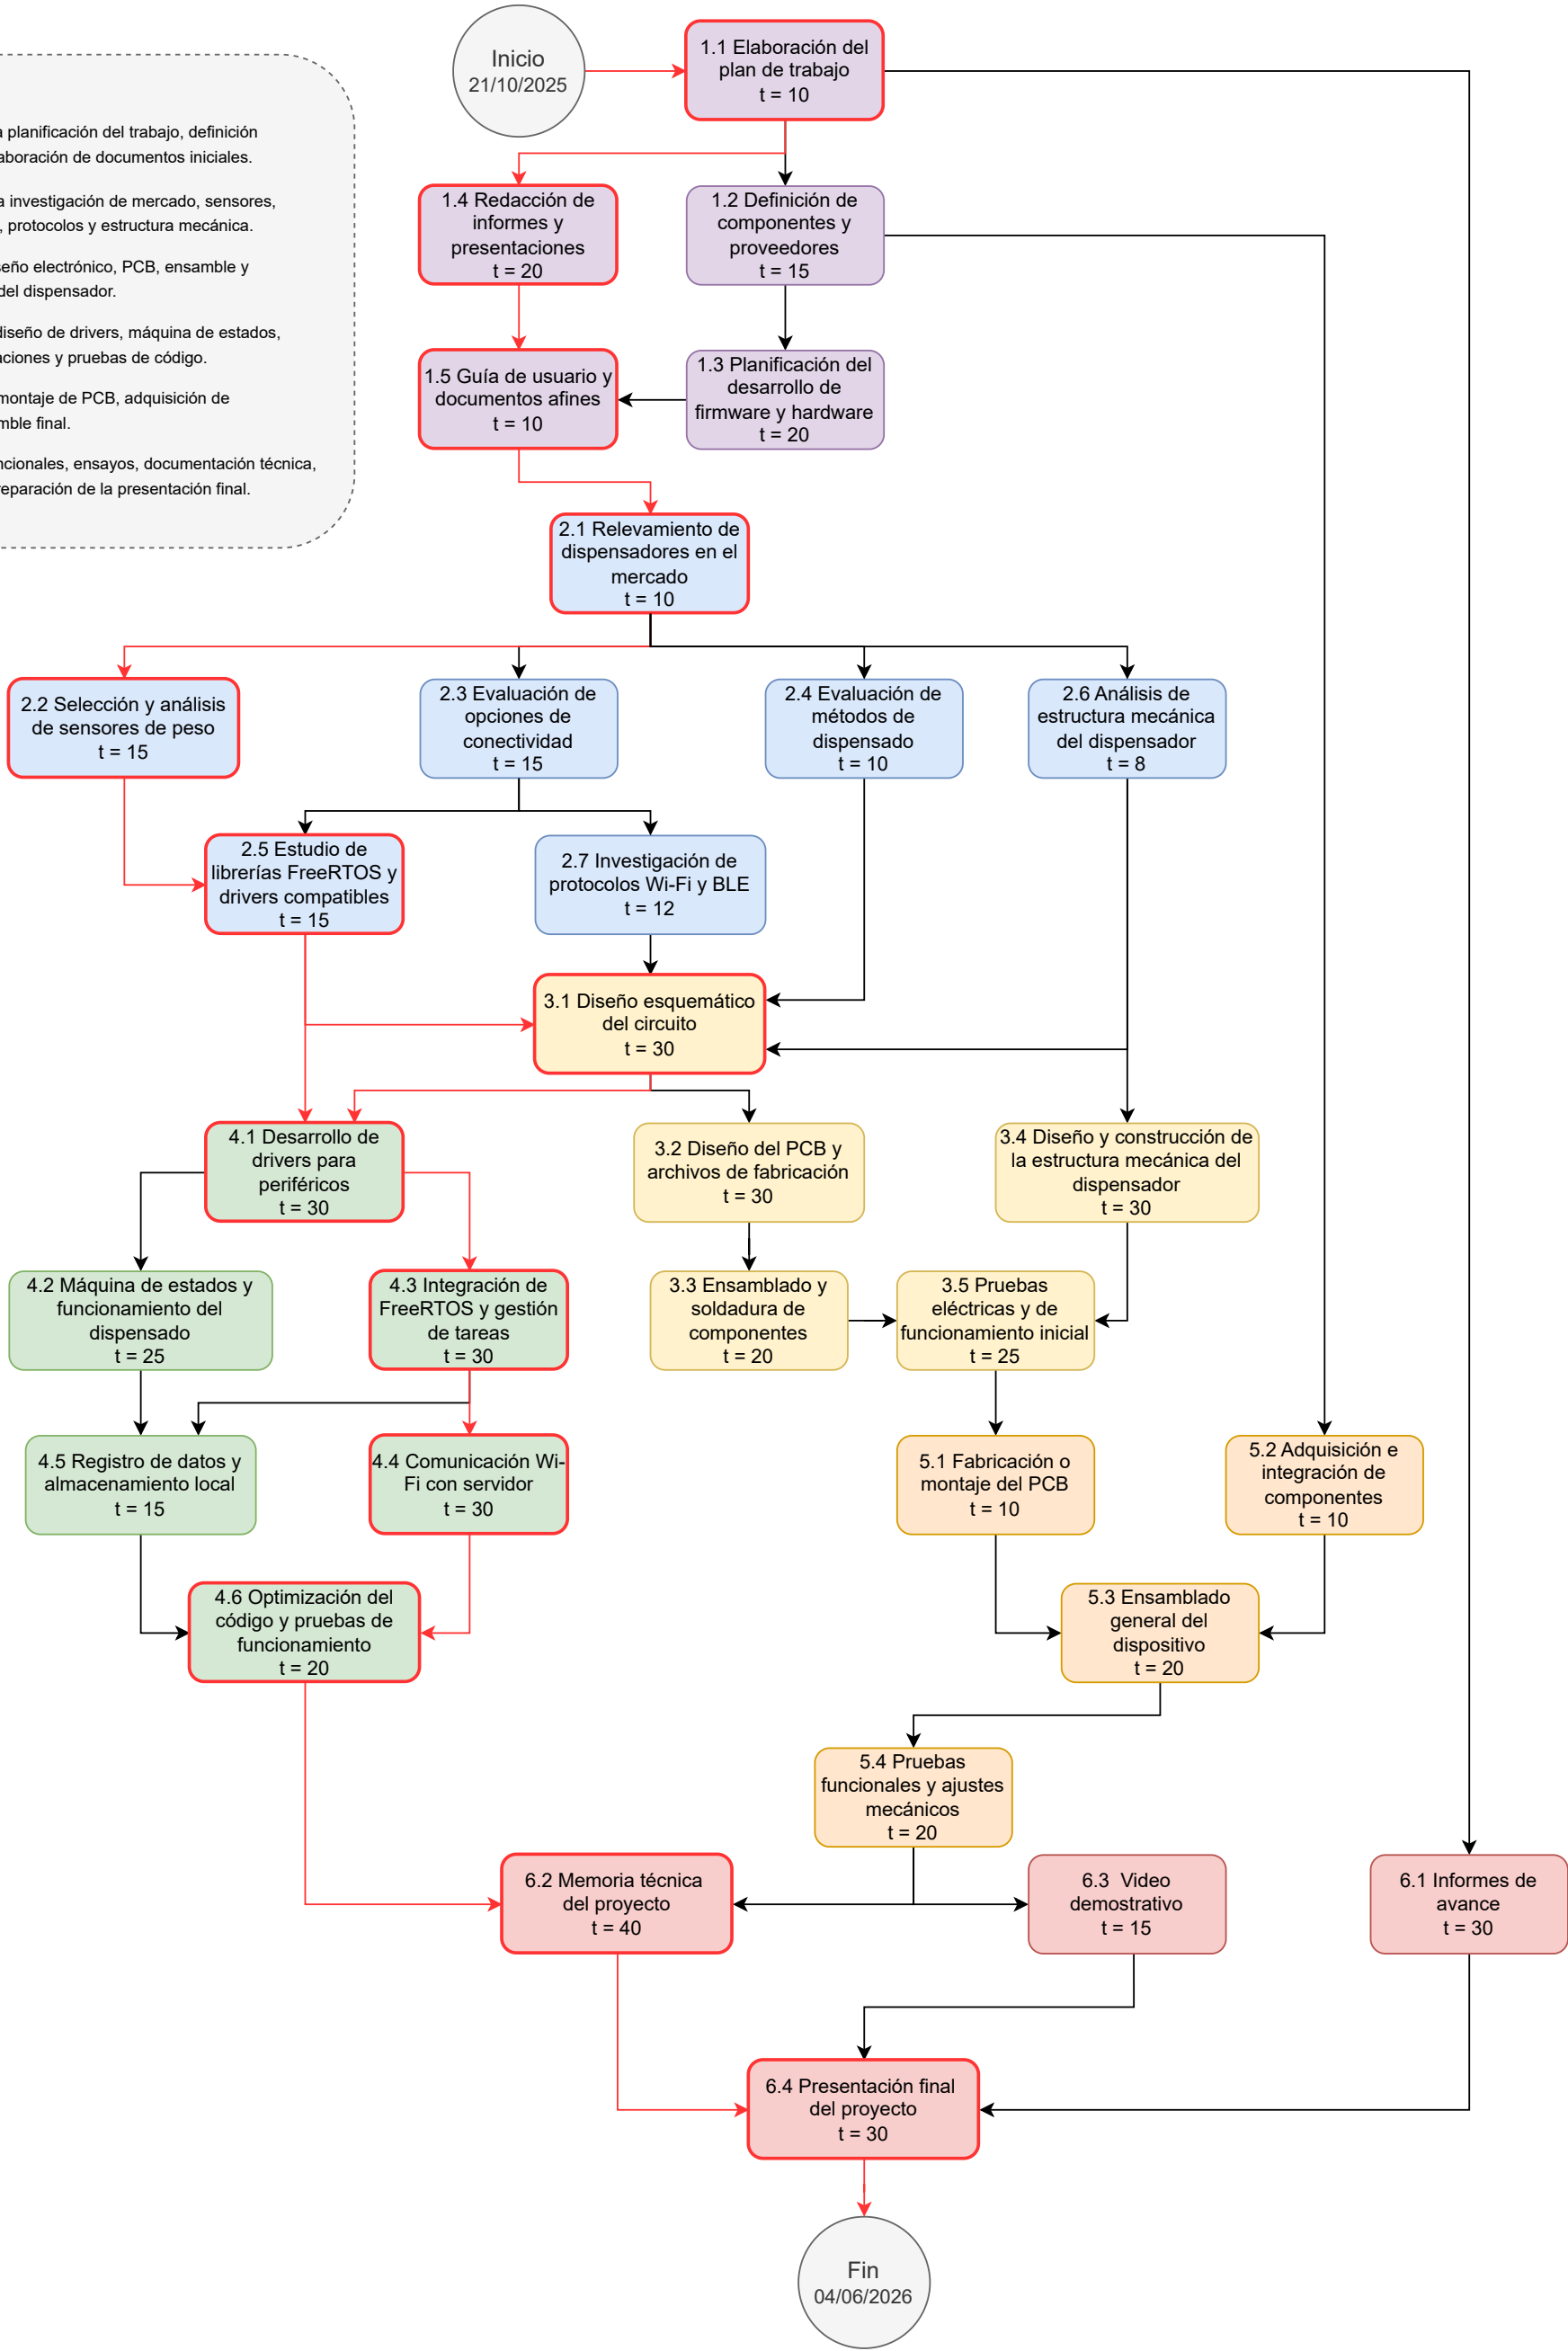 Inicio
21/10/2025
1.1 Elaboración del
plan de trabajo
t = 10
planificación del trabajo, definición
aboración de documentos iniciales.
a investigación de mercado, sensores,
, protocolos y estructura mecánica.
seño electrónico, PCB, ensamble y
del dispensador.
diseño de drivers, máquina de estados,
aciones y pruebas de código.
montaje de PCB, adquisición de
mble final.
ncionales, ensayos, documentación técnica,
reparación de la presentación final.
1.4 Redacción de
informes y
presentaciones
t = 20
1.2 Definición de
componentes y
proveedores
t = 15
1.5 Guía de usuario y
documentos afines
t = 10
1.3 Planificación del
desarrollo de
firmware y hardware
t = 20
2.1 Relevamiento de
dispensadores en el
mercado
t = 10
2.2 Selección y análisis
de sensores de peso
t = 15
2.3 Evaluación de
opciones de
conectividad
t = 15
2.4 Evaluación de
métodos de
dispensado
t = 10
2.6 Análisis de
estructura mecánica
del dispensador
t = 8
2.5 Estudio de
librerías FreeRTOS y
drivers compatibles
t = 15
2.7 Investigación de
protocolos Wi-Fi y BLE
t = 12
3.1 Diseño esquemático
del circuito
t = 30
4.1 Desarrollo de
drivers para
periféricos
t = 30
3.2 Diseño del PCB y
archivos de fabricación
t = 30
3.4 Diseño y construcción de
la estructura mecánica del
dispensador
t = 30
4.2 Máquina de estados y
funcionamiento del
dispensado
t = 25
4.3 Integración de
FreeRTOS y gestión
de tareas
t = 30
3.3 Ensamblado y
soldadura de
componentes
t = 20
3.5 Pruebas
eléctricas y de
funcionamiento inicial
t = 25
4.5 Registro de datos y
almacenamiento local
t = 15
4.4 Comunicación Wi-
Fi con servidor
t = 30
5.1 Fabricación o
montaje del PCB
t = 10
5.2 Adquisición e
integración de
componentes
t = 10
4.6 Optimización del
código y pruebas de
funcionamiento
t = 20
5.3 Ensamblado
general del
dispositivo
t = 20
5.4 Pruebas
funcionales y ajustes
mecánicos
t = 20
6.2 Memoria técnica
del proyecto
t = 40
6.3 Video
demostrativo
t = 15
6.1 Informes de
avance
t = 30
6.4 Presentación final
del proyecto
t = 30
Fin
04/06/2026